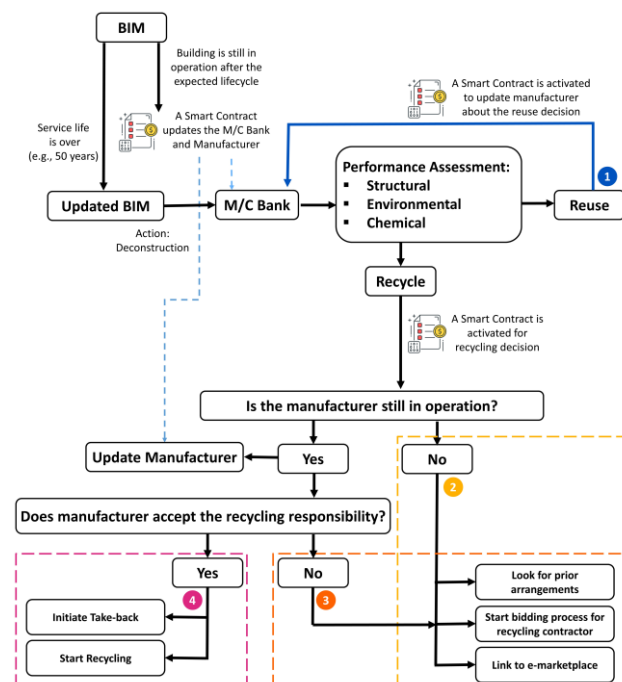 BIM
Building is still in
operation after the
expected lifecycle
A Smart Contract is activated
to update manufacturer
about the reuse decision
A Smart Contract
updates the M/C Bank
and Manufacturer
Service life
is over
(e.g., 50 years)
Performance Assessment:
▪ Structural
▪ Environmental
▪ Chemical
1
Updated BIM
M/C Bank
Reuse
Action:
Deconstruction
Recycle
A Smart Contract is
activated for
recycling decision
Is the manufacturer still in operation?
Update Manufacturer
Yes
No
2
Does manufacturer accept the recycling responsibility?
Yes
No
4
3
Look for prior
arrangements
Initiate Take-back
Start bidding process for
recycling contractor
Start Recycling
Link to e-marketplace